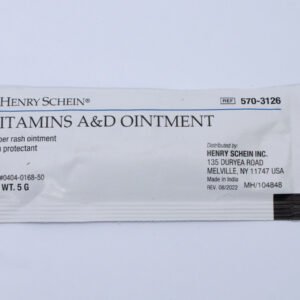 HENRY SCHEIN®
REF 570-3126
ITAMINS A&D OINTMENT
per rash ointment
protectant
#0404-0168-50
WT. 5 G
Distributed by:
HENRY SCHEIN INC.
135 DURYEA ROAD
MELVILLE, NY 11747 USA
Made in India
REV. 08/2022 MH/104848